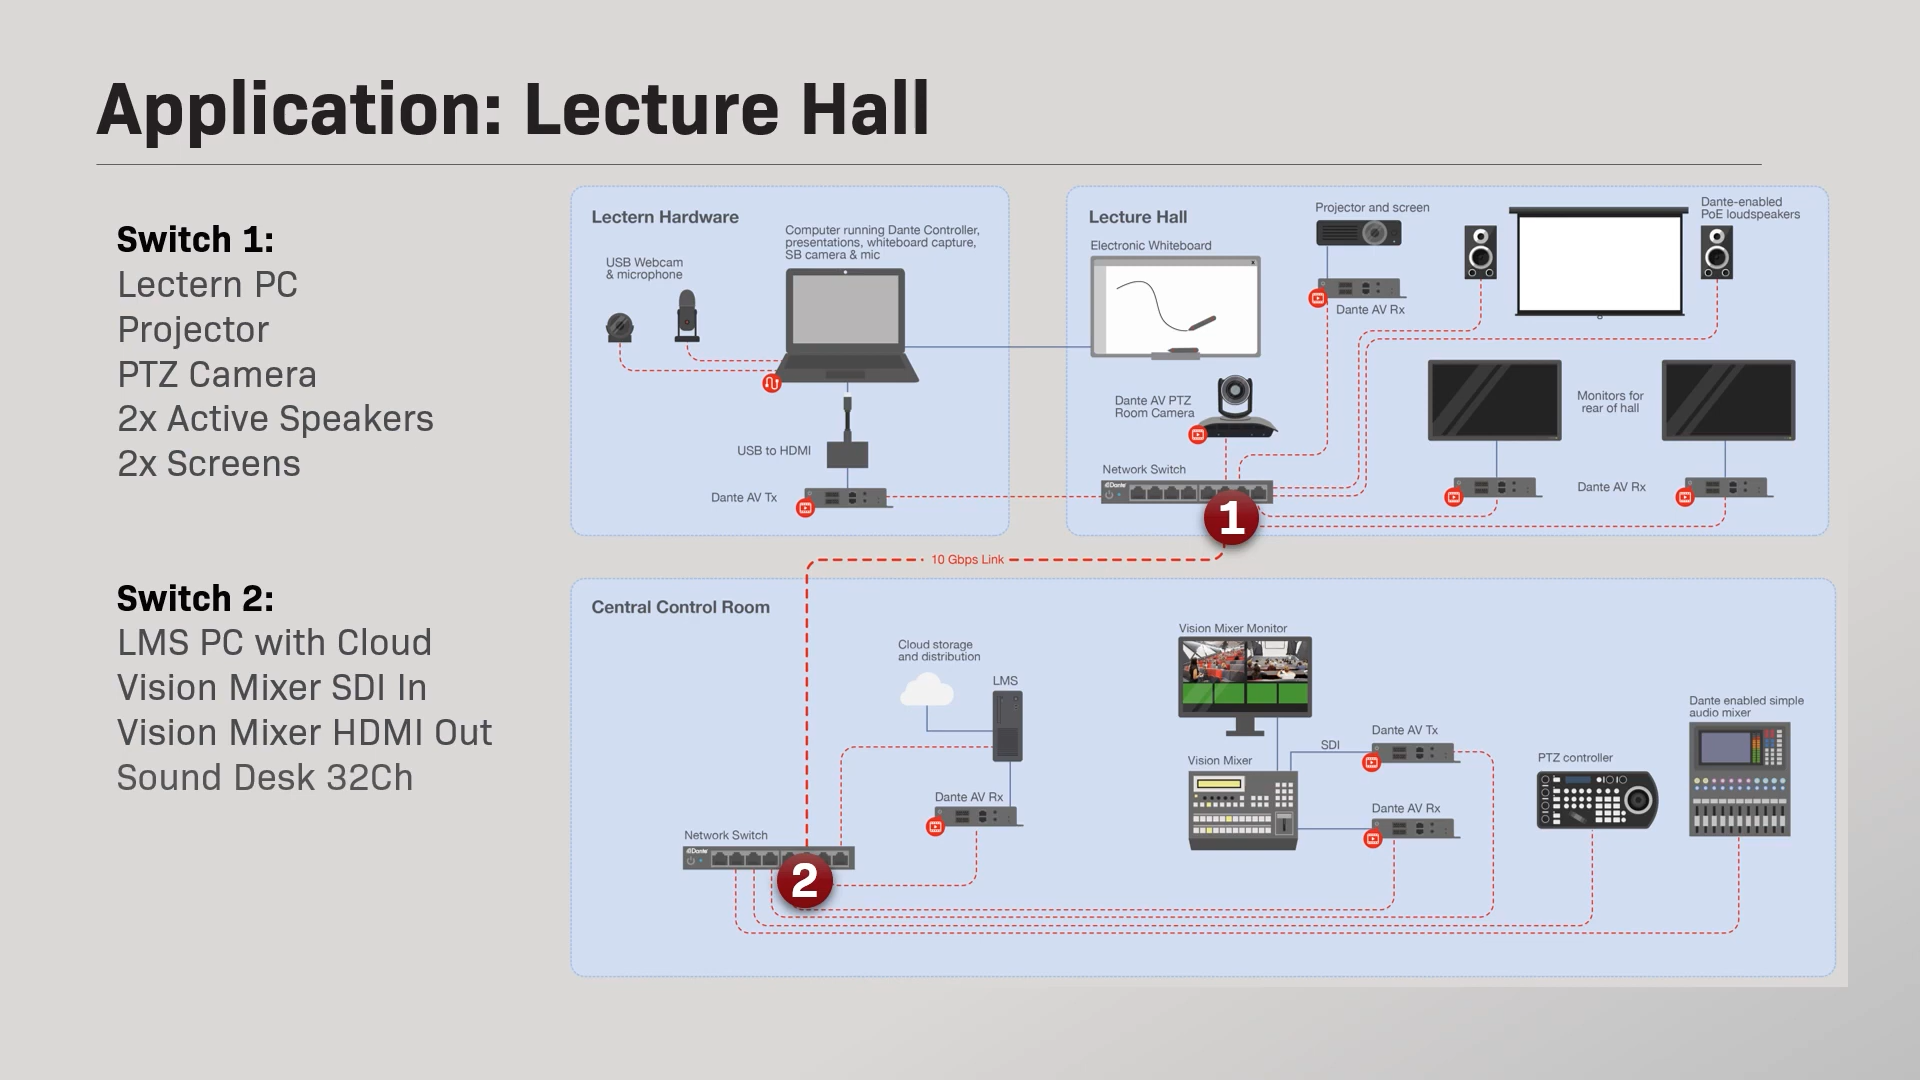 Application: Lecture Hall
Switch 1:
Lectern PC
Projector
PTZ Camera
2x Active Speakers
2x Screens
Switch 2:
LMS PC with Cloud
Vision Mixer SDI In
Vision Mixer HDMI Out
Sound Desk 32Ch
Lectern Hardware
Computer running Dante Controller,
presentations, whiteboard capture,
SB camera & mic
USB Webcam
& microphone
USB to HDMI
Dante AV Tx
Lecture Hall
Electronic Whiteboard
Projector and screen
Dante AV Rx
Dante-enabled
PoE loudspeakers
Dante AV PTZ
Room Camera
Monitors for
rear of hall
Network Switch
Dante
Dante AV Rx
1
10 Gbps Link
Central Control Room
Cloud storage
and distribution
LMS
Dante AV Rx
Network Switch
Dante
2
Vision Mixer Monitor
Vision Mixer
SDI
Dante AV Tx
Dante AV Rx
PTZ controller
Dante enabled simple
audio mixer